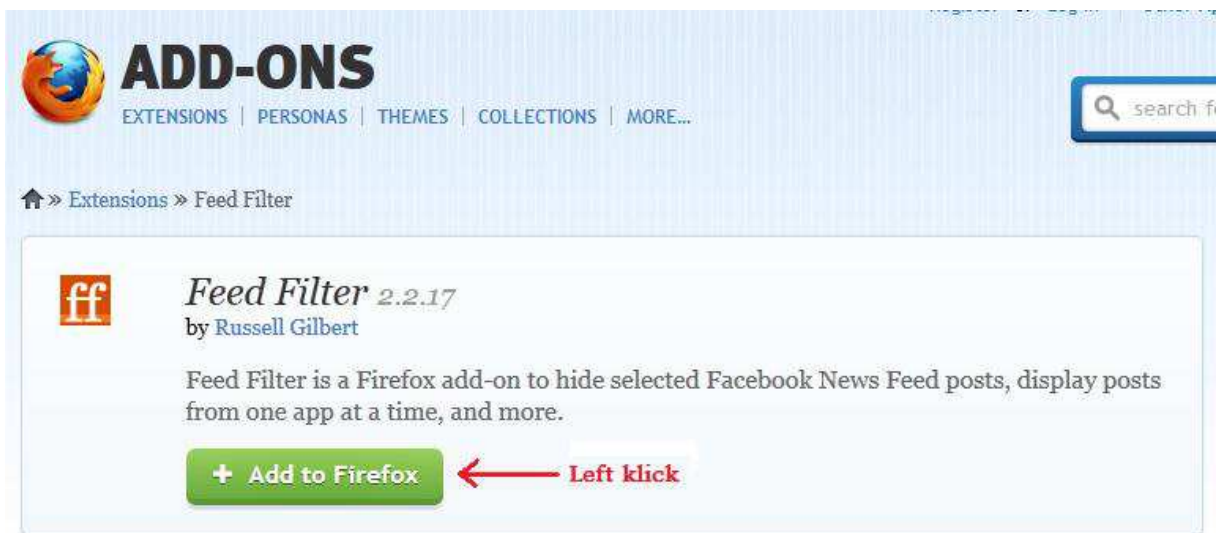 ADD-ONS
EXTENSIONS | PERSONAS | THEMES | COLLECTIONS | MORE...
search
» Extensions » Feed Filter
ff
Feed Filter 2.2.17
by Russell Gilbert
Feed Filter is a Firefox add-on to hide selected Facebook News Feed posts, display posts
from one app at a time, and more.
+ Add to Firefox
Left klick